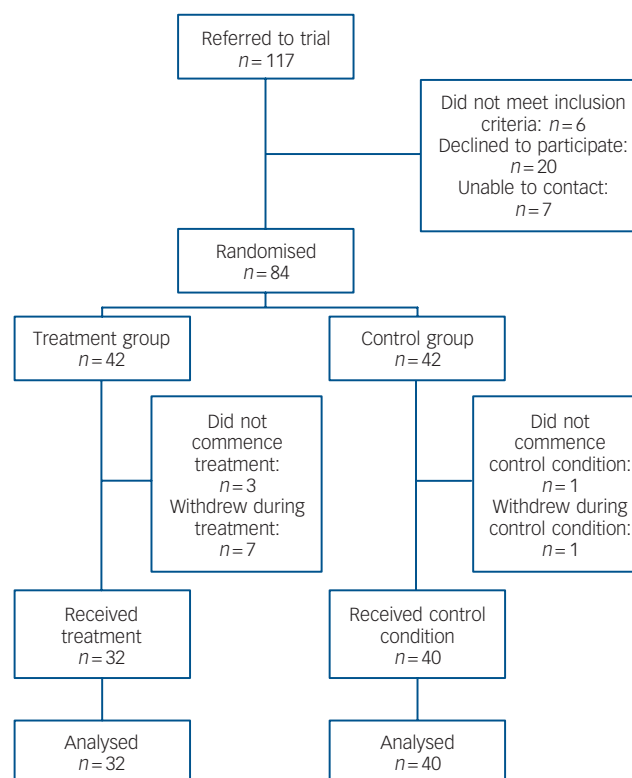 Referred to trial
n=117
Did not meet inclusion
criteria: n=6
Declined to participate:
n=20
Unable to contact:
n=7
Randomised
n=84
Treatment group
n=42
Control group
n=42
Did not
commence
treatment:
n=3
Withdrew during
treatment:
n=7
Did not
commence
control condition:
n=1
Withdrew during
control condition:
n=1
Received
treatment
n=32
Received control
condition
n=40
Analysed
n=32
Analysed
n=40